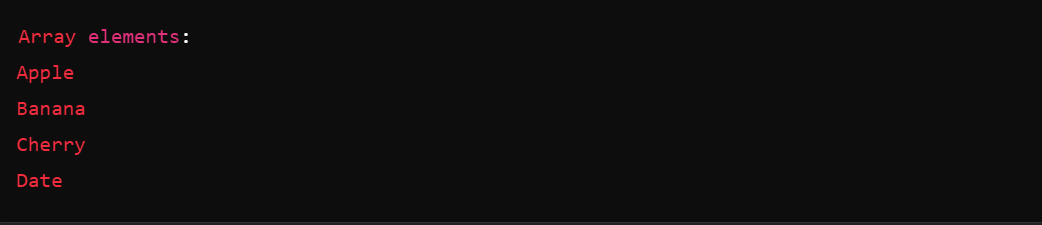 Array elements:
Apple
Banana
Cherry
Date